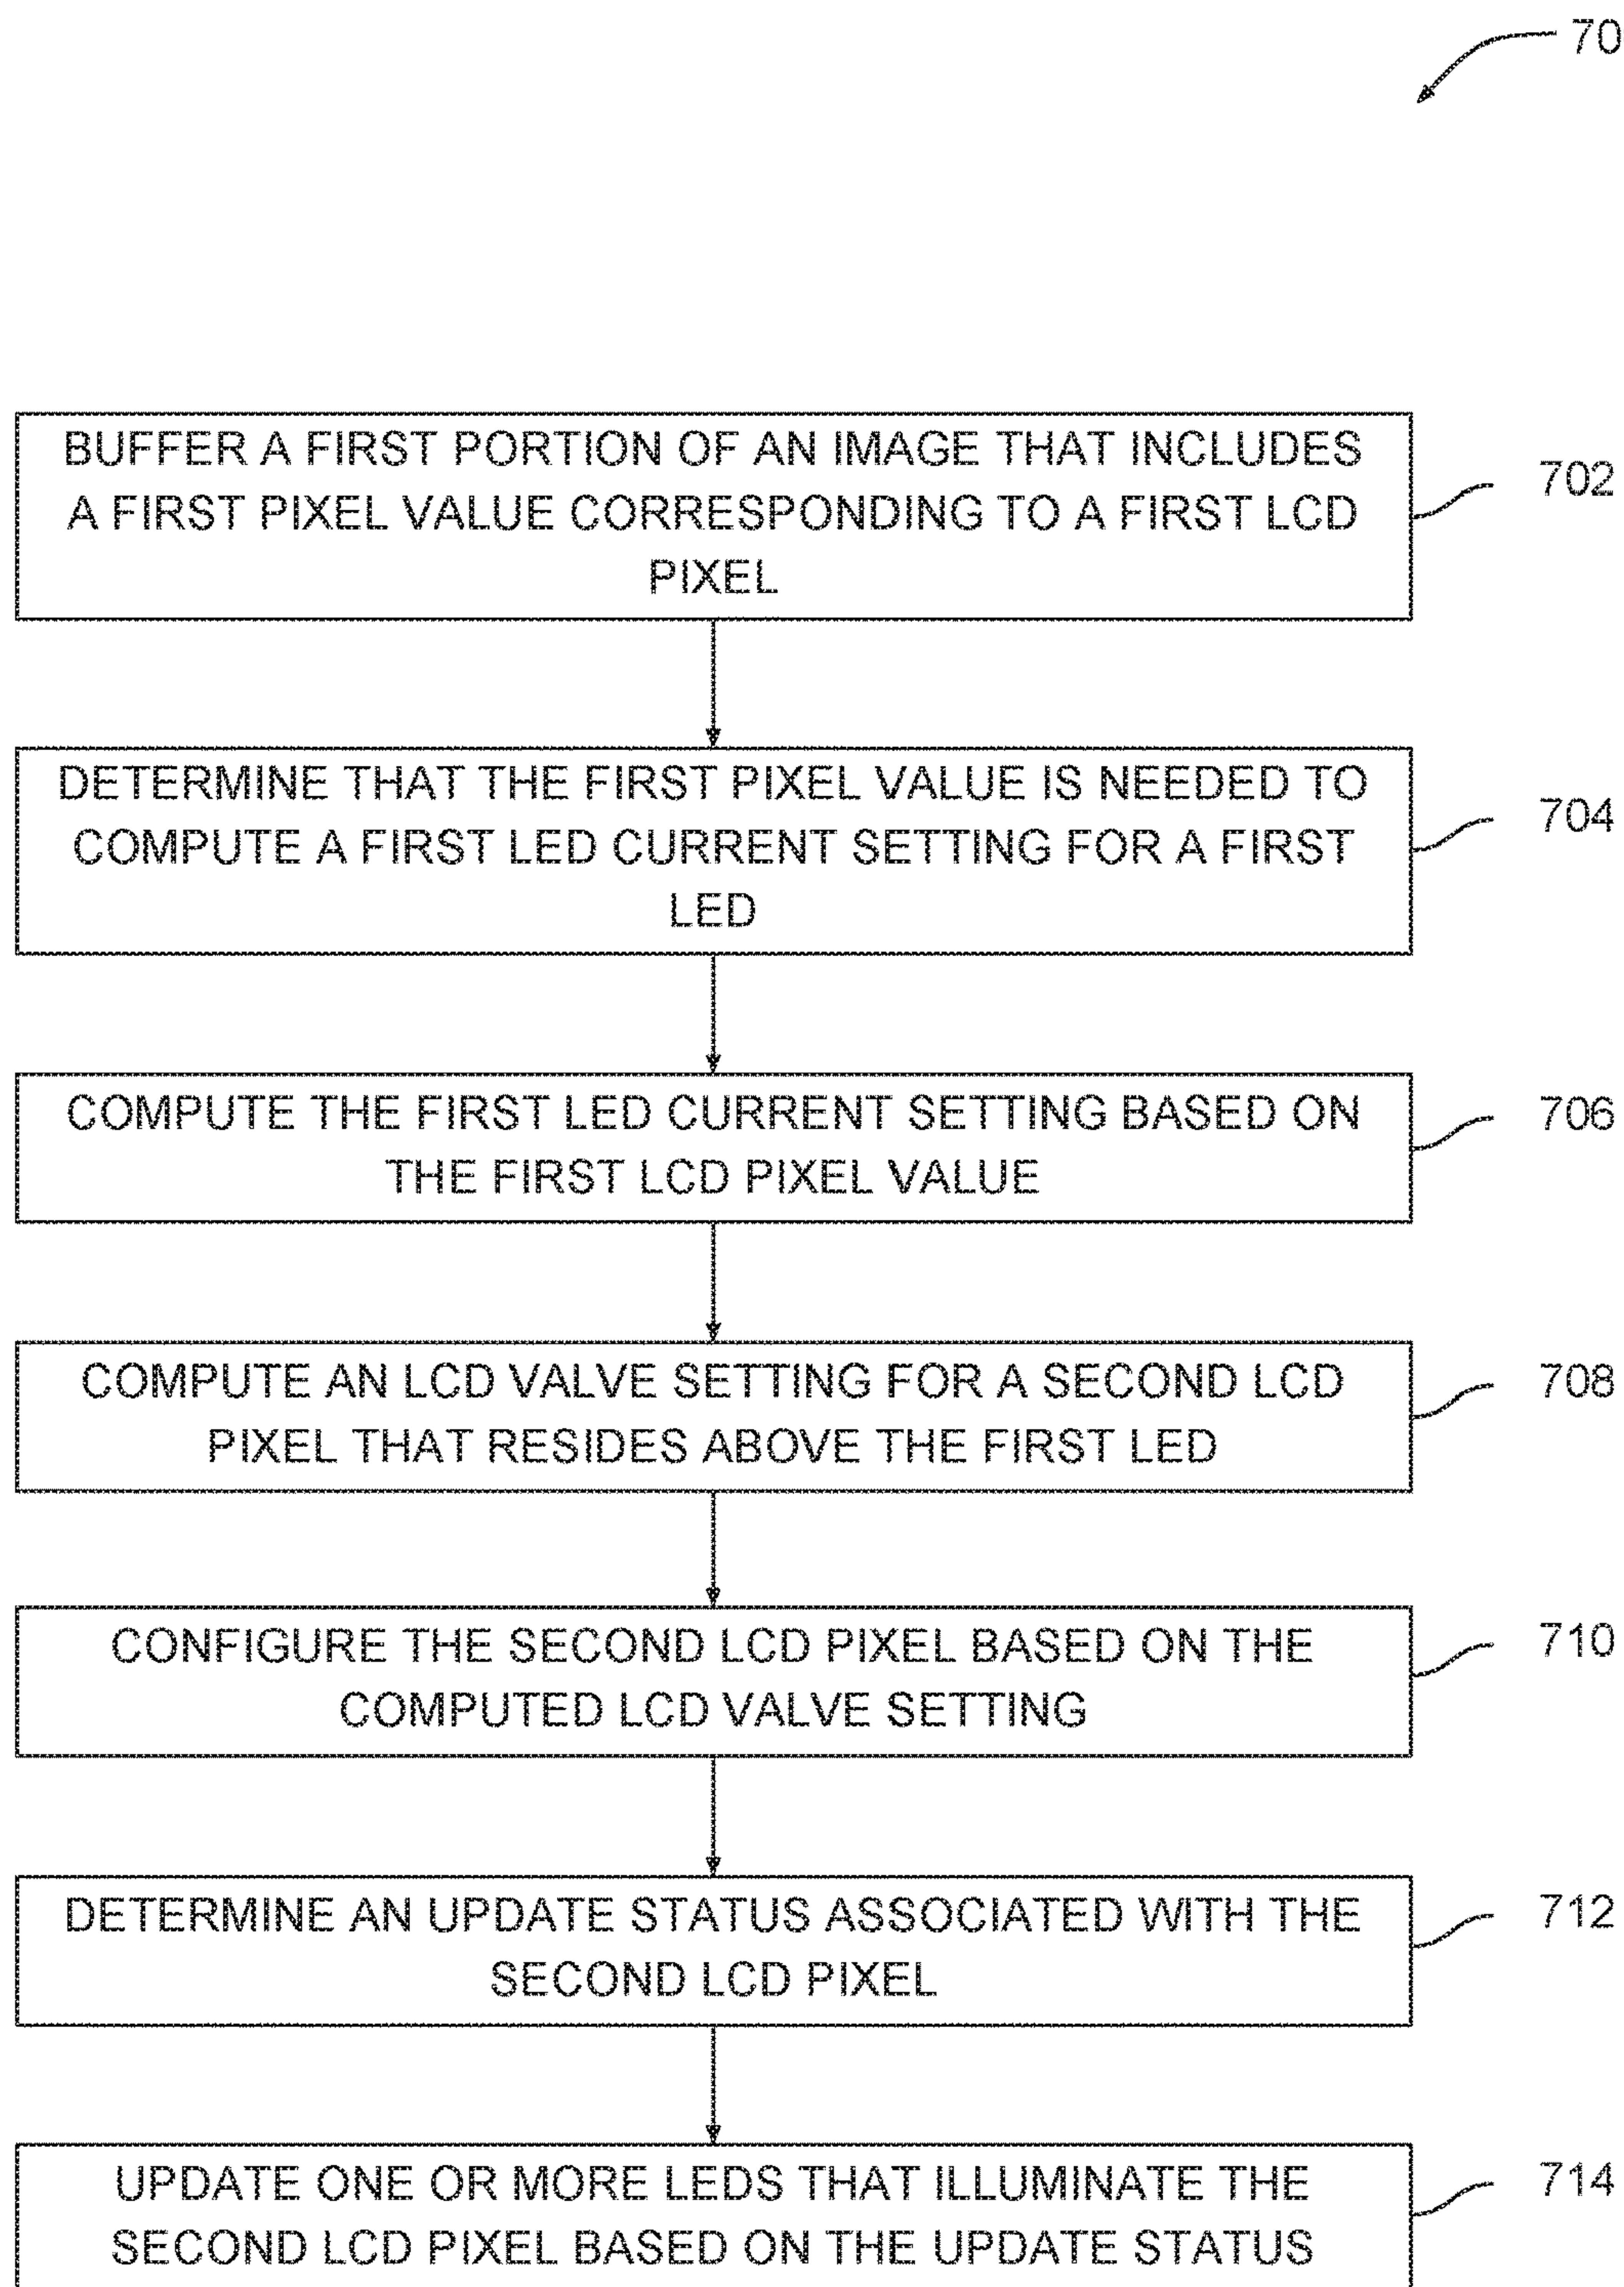 70
BUFFER A FIRST PORTION OF AN IMAGE THAT INCLUDES
A FIRST PIXEL VALUE CORRESPONDING TO A FIRST LCD
PIXEL
702
DETERMINE THAT THE FIRST PIXEL VALUE IS NEEDED TO
COMPUTE A FIRST LED CURRENT SETTING FOR A FIRST
LED
704
COMPUTE THE FIRST LED CURRENT SETTING BASED ON
THE FIRST LCD PIXEL VALUE
706
COMPUTE AN LCD VALVE SETTING FOR A SECOND LCD
PIXEL THAT RESIDES ABOVE THE FIRST LED
708
CONFIGURE THE SECOND LCD PIXEL BASED ON THE
COMPUTED LCD VALVE SETTING
710
DETERMINE AN UPDATE STATUS ASSOCIATED WITH THE
SECOND LCD PIXEL
712
UPDATE ONE OR MORE LEDS THAT ILLUMINATE THE
SECOND LCD PIXEL BASED ON THE UPDATE STATUS
714